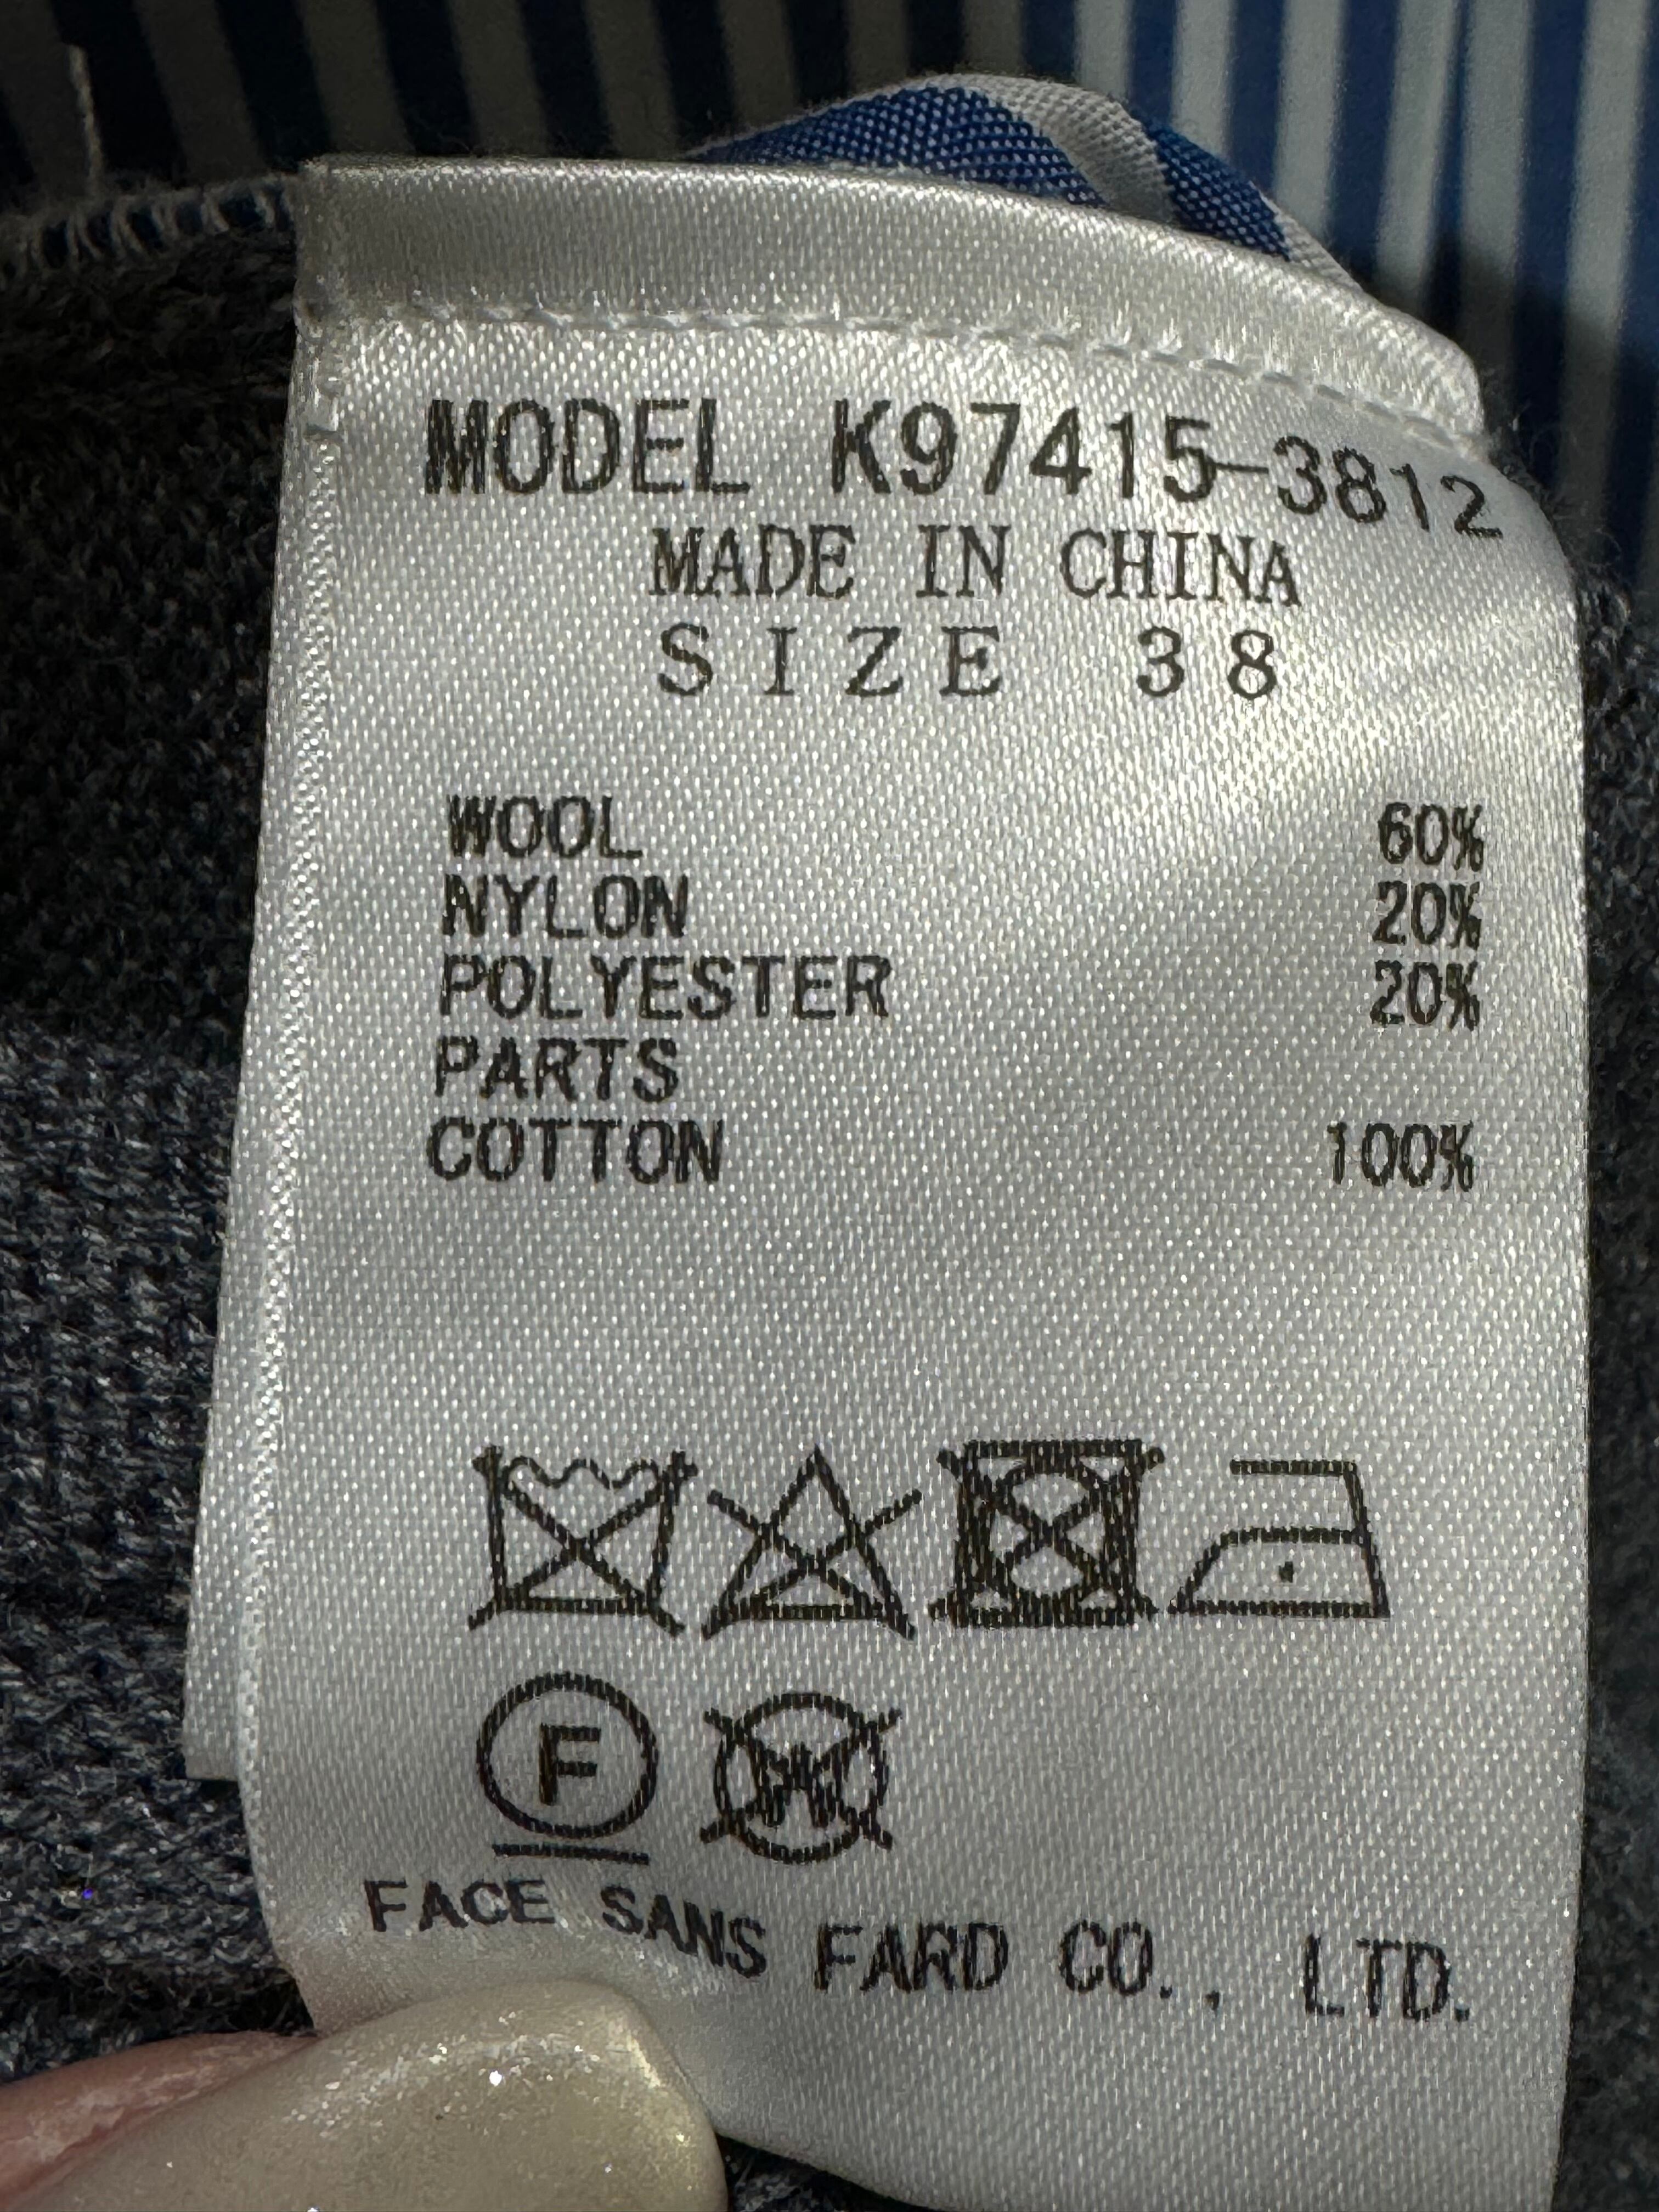 MODEL K97415-3812
MADE IN CHINA
SIZE 38
WOOL 60%
NYLON 20%
POLYESTER 20%
PARTS
COTTON 100%
F W
FACE SANS FARD CO., LTD.